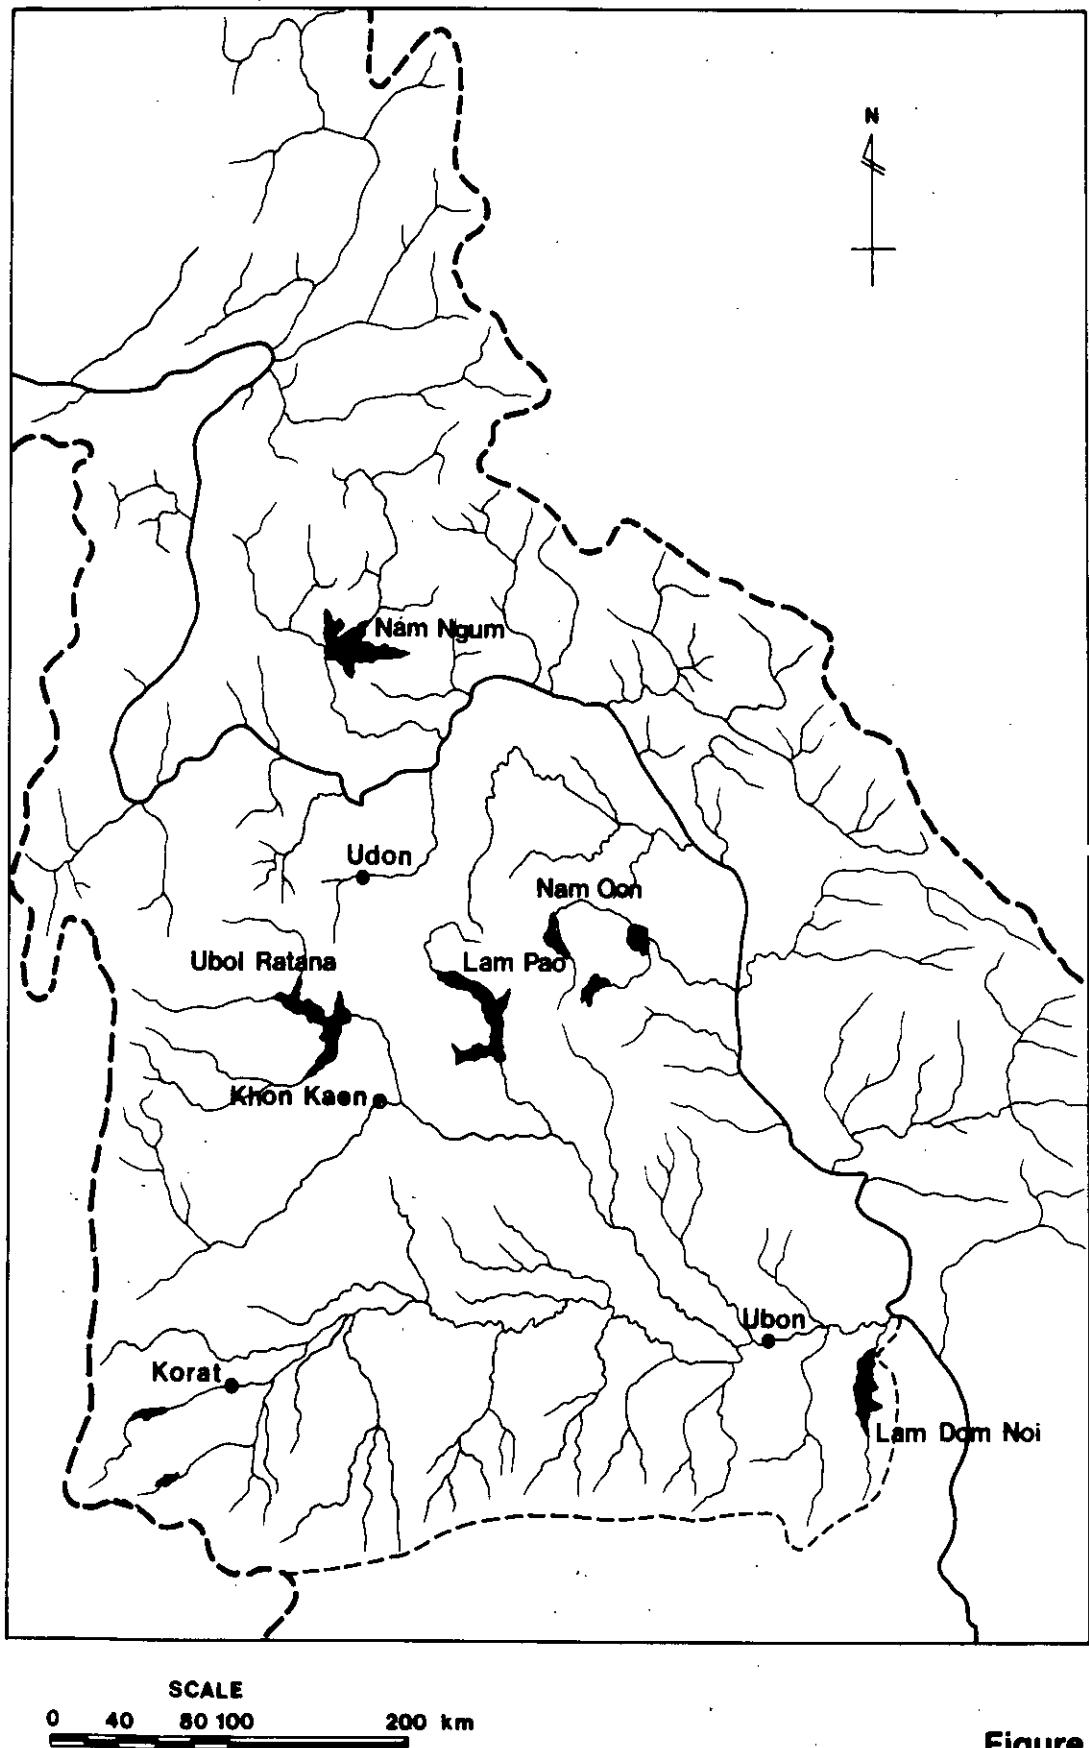 N
Nam Ngum
Udon
Nam Oon
Ubol Ratana
Lam Pao
Khon Kaen
Ubon
Korat
Lam Dom Noi
SCALE
0 40 80 100 200 km
Figure